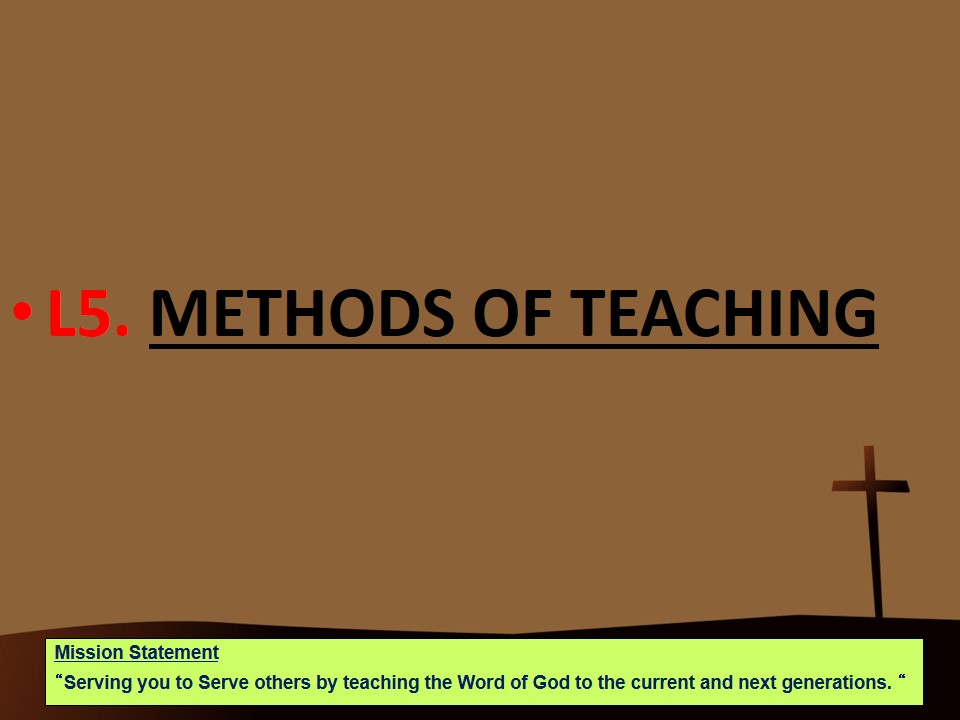 • L5. METHODS OF TEACHING
Mission Statement
“Serving you to Serve others by teaching the Word of God to the current and next generations. “